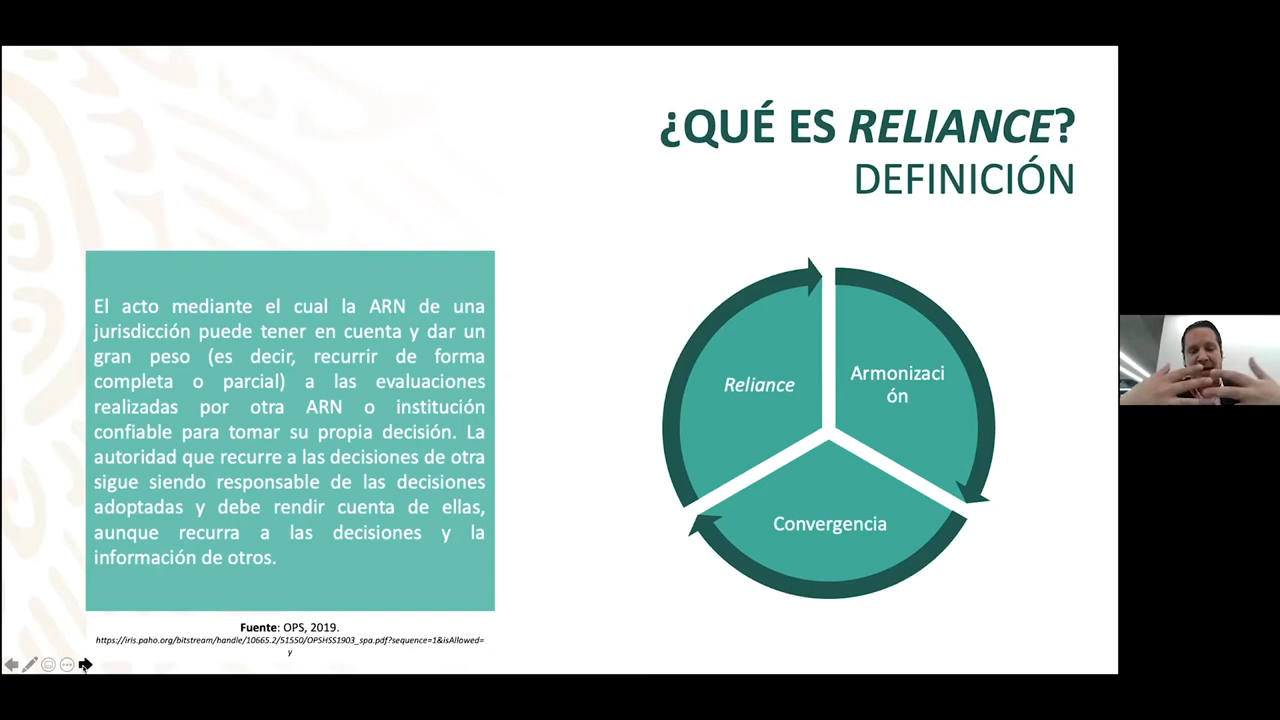 ¿QUÉ ES RELIANCE?
DEFINICIÓN
El acto mediante el cual la ARN de una
jurisdicción puede tener en cuenta y dar un
gran peso (es decir, recurrir de forma
completa o parcial) a las evaluaciones
realizadas por otra ARN o institución
confiable para tomar su propia decisión. La
autoridad que recurre a las decisiones de otra
sigue siendo responsable de las decisiones
adoptadas y debe rendir cuenta de ellas,
aunque recurra a las decisiones y la
información de otros.
Fuente: OPS, 2019.
https://iris.paho.org/bitstream/handle/10665.2/51550/OPSHSS1903_spa.pdf?sequence=1&isAllowed=
y
Reliance
Armonizaci
ón
Convergencia